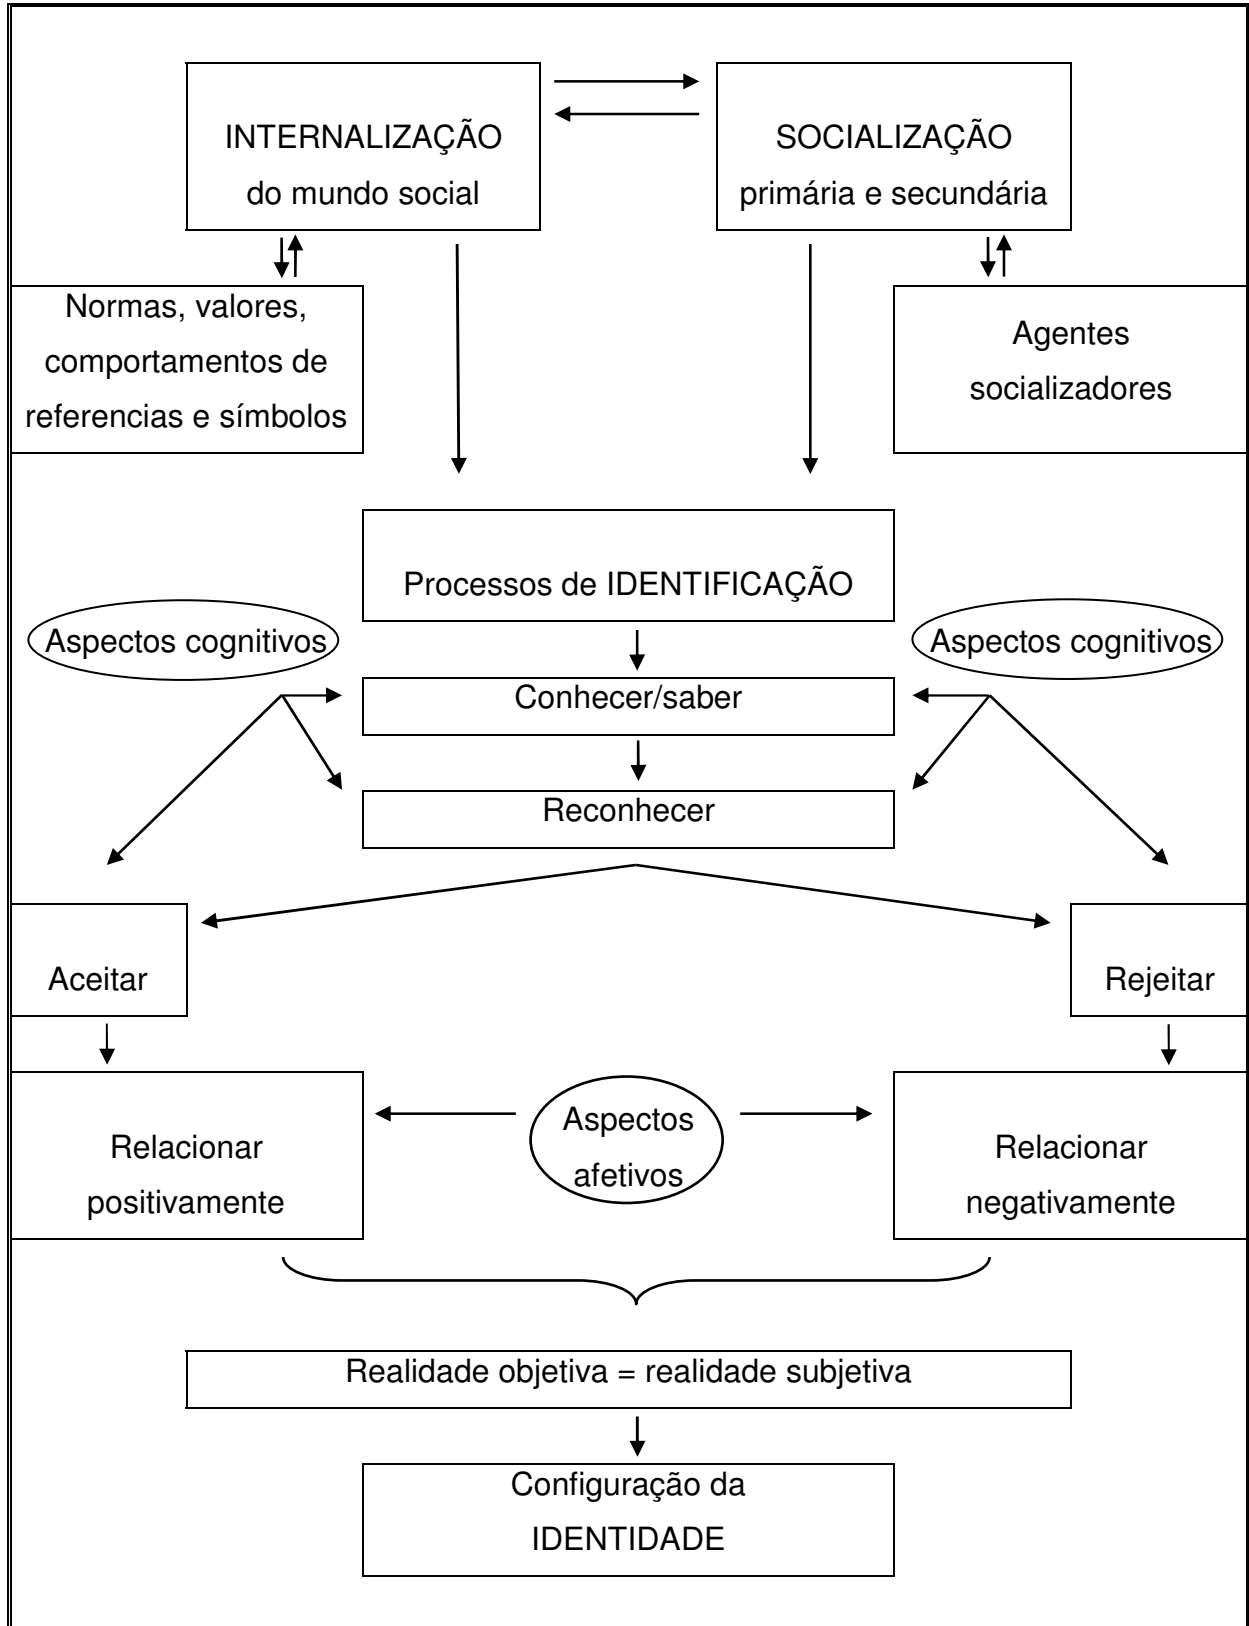 INTERNALIZAÇÃO
do mundo social
SOCIALIZAÇÃO
primária e secundária
Normas, valores,
comportamentos de
referencias e símbolos
Agentes
socializadores
Processos de IDENTIFICAÇÃO
Aspectos cognitivos
Aspectos cognitivos
Conhecer/saber
Reconhecer
Aceitar
Rejeitar
Relacionar
positivamente
Aspectos
afetivos
Relacionar
negativamente
Realidade objetiva = realidade subjetiva
Configuração da
IDENTIDADE